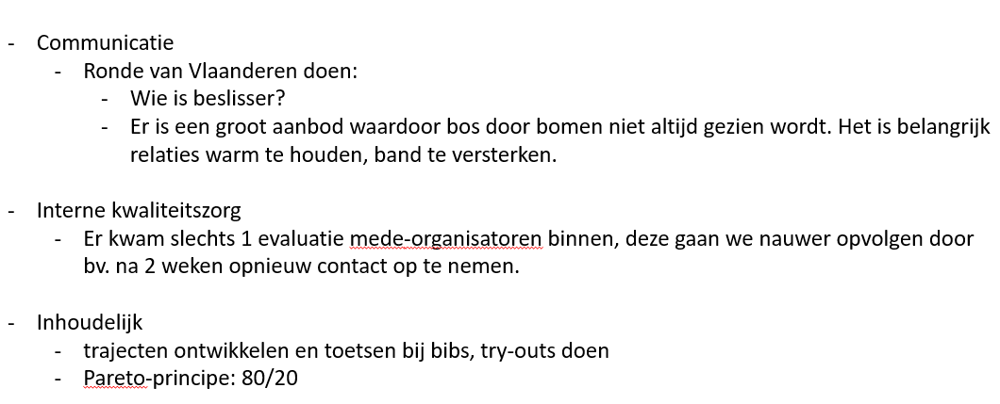 - Communicatie
- Ronde van Vlaanderen doen:
- Wie is beslisser?
- Er is een groot aanbod waardoor bos door bomen niet altijd gezien wordt. Het is belangrijk
relaties warm te houden, band te versterken.
- Interne kwaliteitszorg
- Er kwam slechts 1 evaluatie mede-organisatoren binnen, deze gaan we nauwer opvolgen door
bv. na 2 weken opnieuw contact op te nemen.
- Inhoudelijk
- trajecten ontwikkelen en toetsen bij bibs, try-outs doen
- Pareto-principe: 80/20